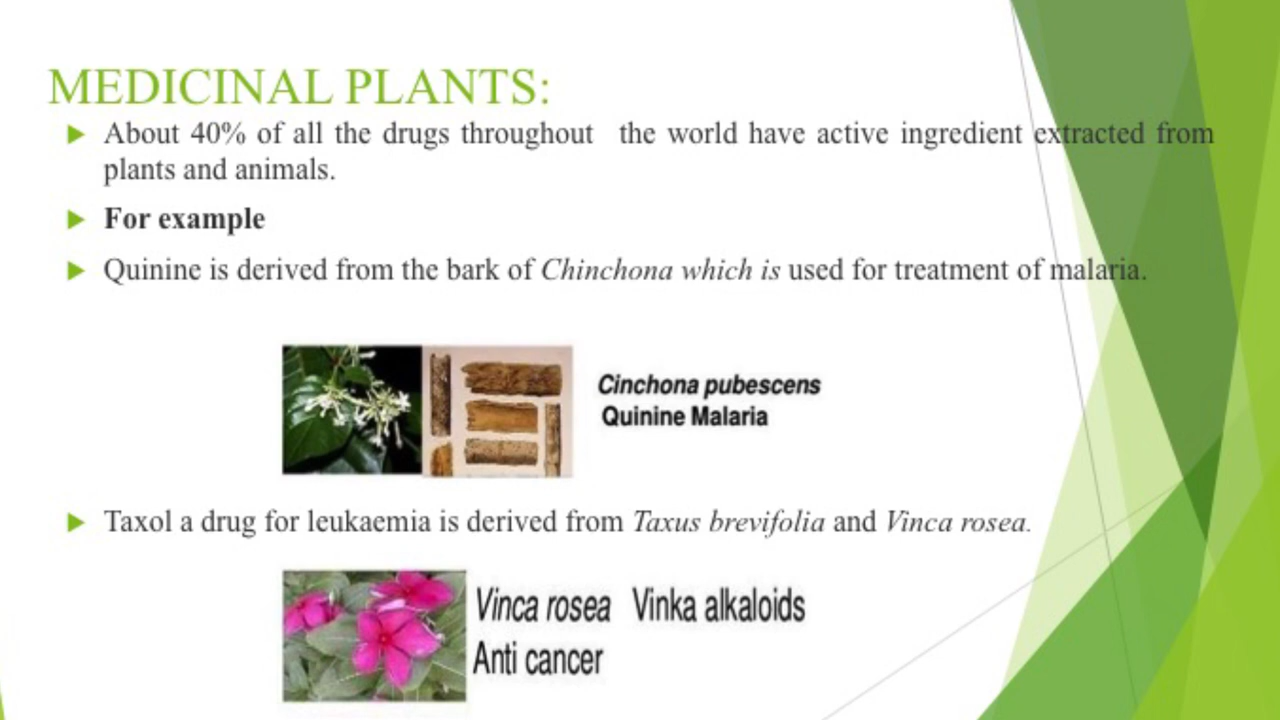 MEDICINAL PLANTS:
About 40% of all the drugs throughout the world have active ingredient extracted from
plants and animals.
For example
Quinine is derived from the bark of Chinchona which is used for treatment of malaria.
Cinchona pubescens
Quinine Malaria
Taxol a drug for leukaemia is derived from Taxus brevifolia and Vinca rosea.
Vinca rosea Vinka alkaloids
Anti cancer